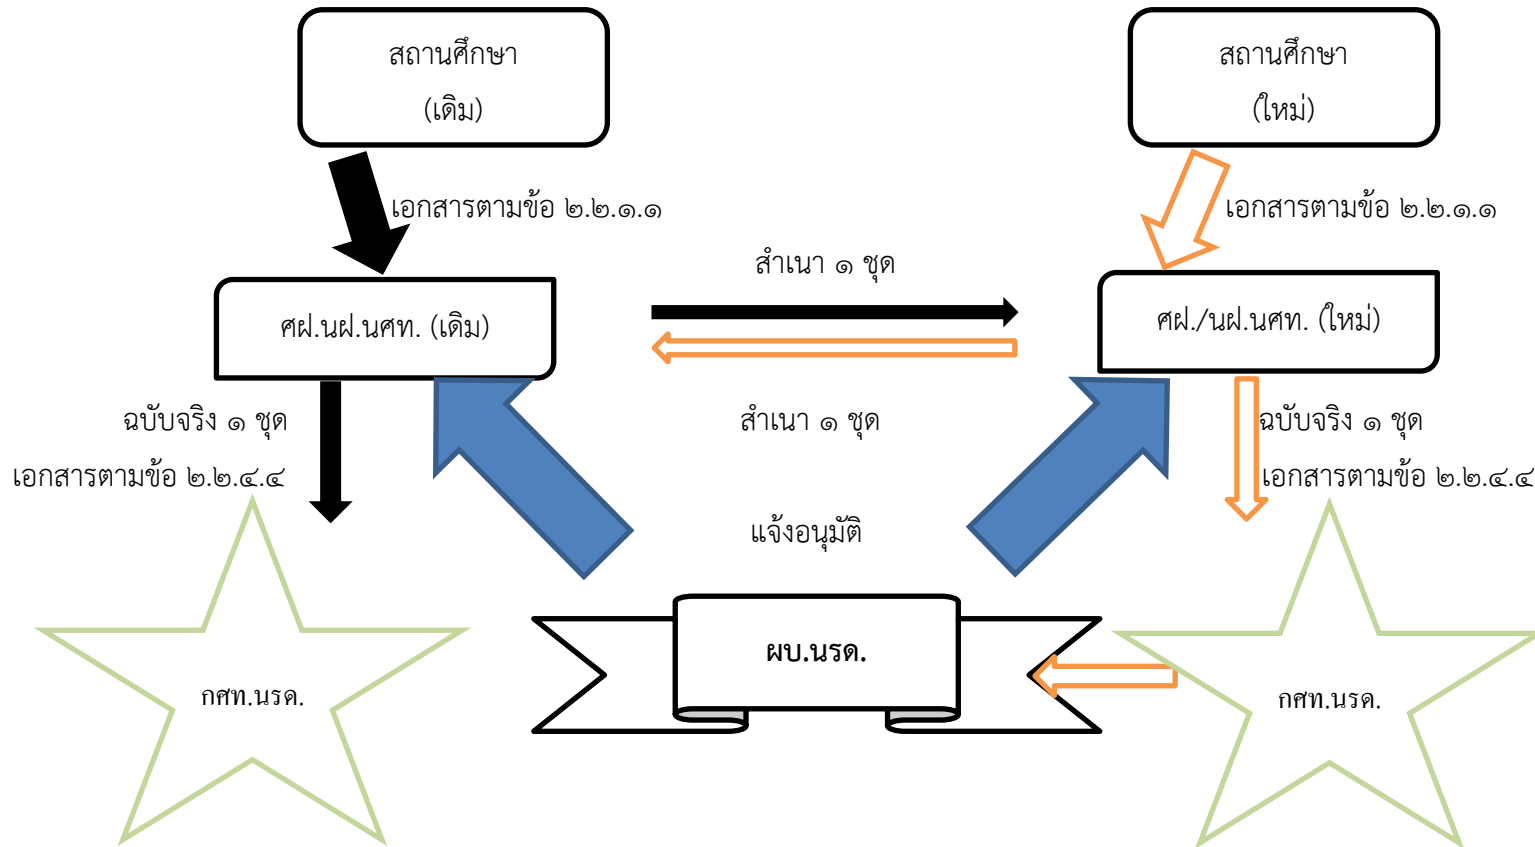 สถานศึกษา
(เดิม)
สถานศึกษา
(ใหม่)
เอกสารตามข้อ ๒.๒.๑.๑
เอกสารตามข้อ ๒.๒.๑.๑
สำเนา ๑ ชุด
ศฝ.นฝ.นศท. (เดิม)
ศฝ./นฝ.นศท. (ใหม่)
ฉบับจริง ๑ ชุด
เอกสารตามข้อ ๒.๒.๔.๔
สำเนา ๑ ชุด
ฉบับจริง ๑ ชุด
เอกสารตามข้อ ๒.๒.๔.๔
แจ้งอนุมัติ
ผบ.นรด.
กศท.นรด.
กศท.นรด.